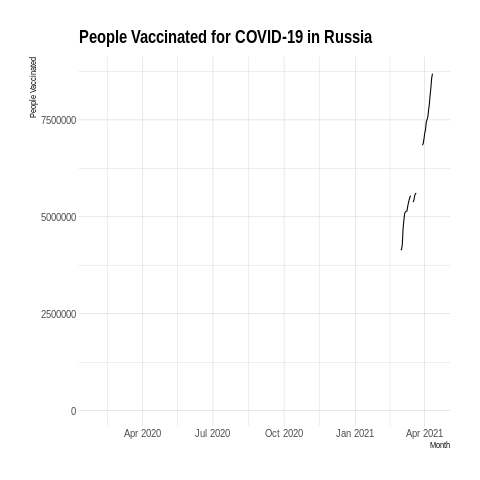 People Vaccinated for COVID-19 in Russia
People Vaccinated
7500000
5000000
2500000
0
Apr 2020 Jul 2020 Oct 2020 Jan 2021 Apr 2021
Month